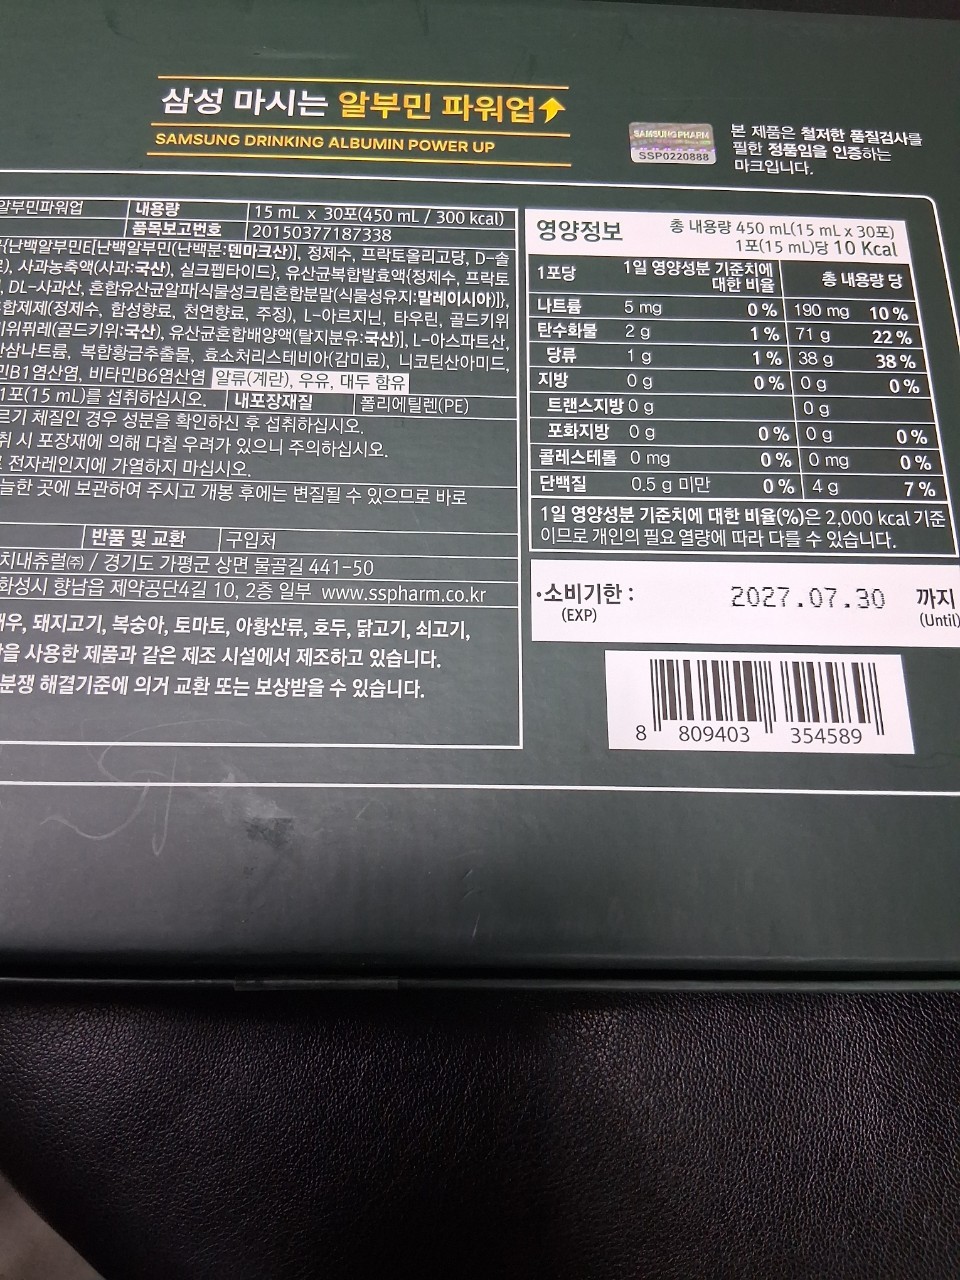 삼성 마시는 알부민 파워업
SAMSUNG DRINKING ALBUMIN POWER UP
SAMSUNG PHARM
SSP0220888
본 제품은 철저한 품질검사를
필한 정품임을 인증하는
마크입니다.
알부민파워업 내용량 15 mL x 30포(450 mL / 300 kcal)
품목보고번호 20150377187338
{난백알부민E[난백알부민(난백분:덴마크산)], 정제수, 프락토올리고당, D-솔
사과농축액(사과:국산), 실크펩타이드}, 유산균복합발효액{정제수, 프락토
, DL-사과산, 혼합유산균알파[식물성크림혼합분말(식물성유지:말레이시아)]},
합제제(정제수, 합성향료, 천연향료, 주정), L-아르지닌, 타우린, 골드키위
위퓨레(골드키위:국산), 유산균혼합배양액(탈지분유:국산)], L-아스파트산,
산삼나트륨, 복합황금추출물, 효소처리스테비아(감미료), 니코틴산아미드,
민B1염산염, 비타민B6염산염 알류(계란), 우유, 대두 함유
1포(15 mL)를 섭취하십시오. 내포장재질 폴리에틸렌(PE)
르기 체질인 경우 성분을 확인하신 후 섭취하십시오.
취 시 포장재에 의해 다칠 우려가 있으니 주의하십시오.
전자레인지에 가열하지 마십시오.
늘한 곳에 보관하여 주시고 개봉 후에는 변질될 수 있으므로 바로
반품 및 교환 구입처
치내츄럴㈜ / 경기도 가평군 상면 물골길 441-50
화성시 향남읍 제약공단4길 10, 2층 일부 www.sspharm.co.kr
새우, 돼지고기, 복숭아, 토마토, 아황산류, 호두, 닭고기, 쇠고기,
을 사용한 제품과 같은 제조 시설에서 제조하고 있습니다.
분쟁 해결기준에 의거 교환 또는 보상받을 수 있습니다.
영양정보 총 내용량 450 mL(15 mL x 30포)
1포(15 mL)당 10 Kcal
1포당 1일 영양성분 기준치에 대한 비율 총 내용량 당
나트륨 5 mg 0 % 190 mg 10 %
탄수화물 2 g 1 % 71 g 22 %
당류 1 g 1 % 38 g 38 %
지방 0 g 0 % 0 g 0 %
트랜스지방 0 g 0 g
포화지방 0 g 0 % 0 g 0 %
콜레스테롤 0 mg 0 % 0 mg 0 %
단백질 0.5 g 미만 0 % 4 g 7 %
1일 영양성분 기준치에 대한 비율(%)은 2,000 kcal 기준
이므로 개인의 필요 열량에 따라 다를 수 있습니다.
·소비기한 : 2027.07.30 까지
(EXP) (Until)
8 809403 354589